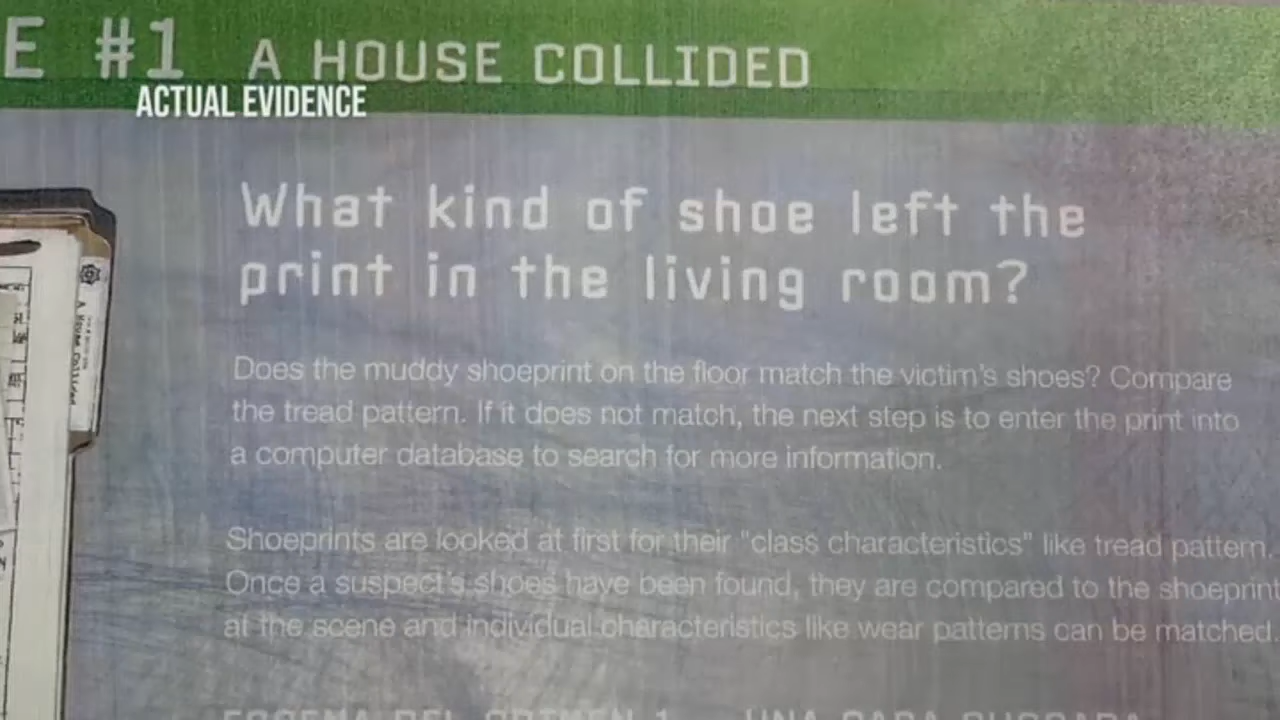 E #1 A HOUSE COLLIDED
ACTUAL EVIDENCE
What kind of shoe left the
print in the living room?
Does the muddy shoeprint on the floor match the victim's shoes? Compare
the tread pattern. If it does not match, the next step is to enter the print into
a computer database to search for more information.
Shoeprints are looked at first for their "class characteristics" like tread pattern.
Once a suspect's shoes have been found, they are compared to the shoeprint
at the scene and individual characteristics like wear patterns can be matched
A House Collided